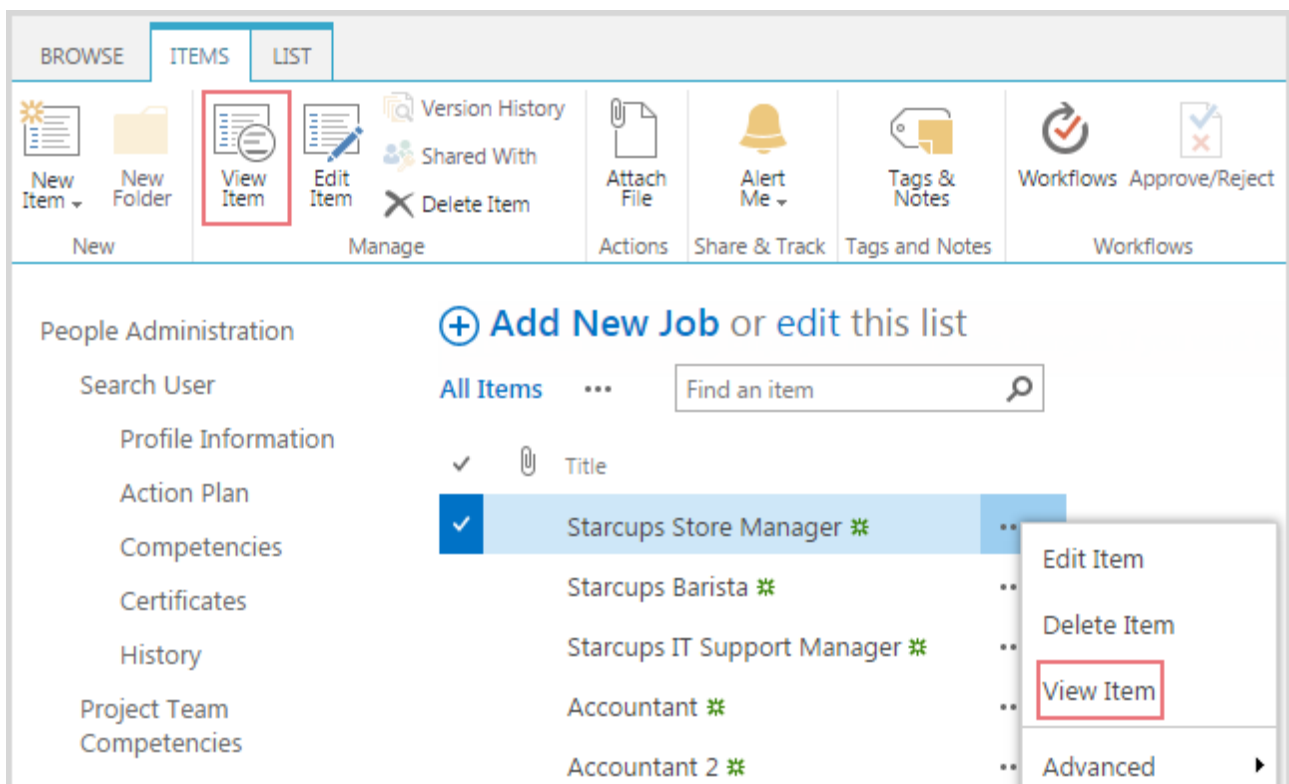 BROWSE ITEMS LIST
New Item
New Folder
View Item
Edit Item
Version History
Shared With
Delete Item
Attach File
Alert Me
Tags & Notes
Workflows
Approve/Reject
New
Manage
Actions
Share & Track
Tags and Notes
Workflows
People Administration
Search User
Profile Information
Action Plan
Competencies
Certificates
History
Project Team
Competencies
Add New Job or edit this list
All Items ••• Find an item
Title
Starcups Store Manager
Starcups Barista
Starcups IT Support Manager
Accountant
Accountant 2
Edit Item
Delete Item
View Item
Advanced